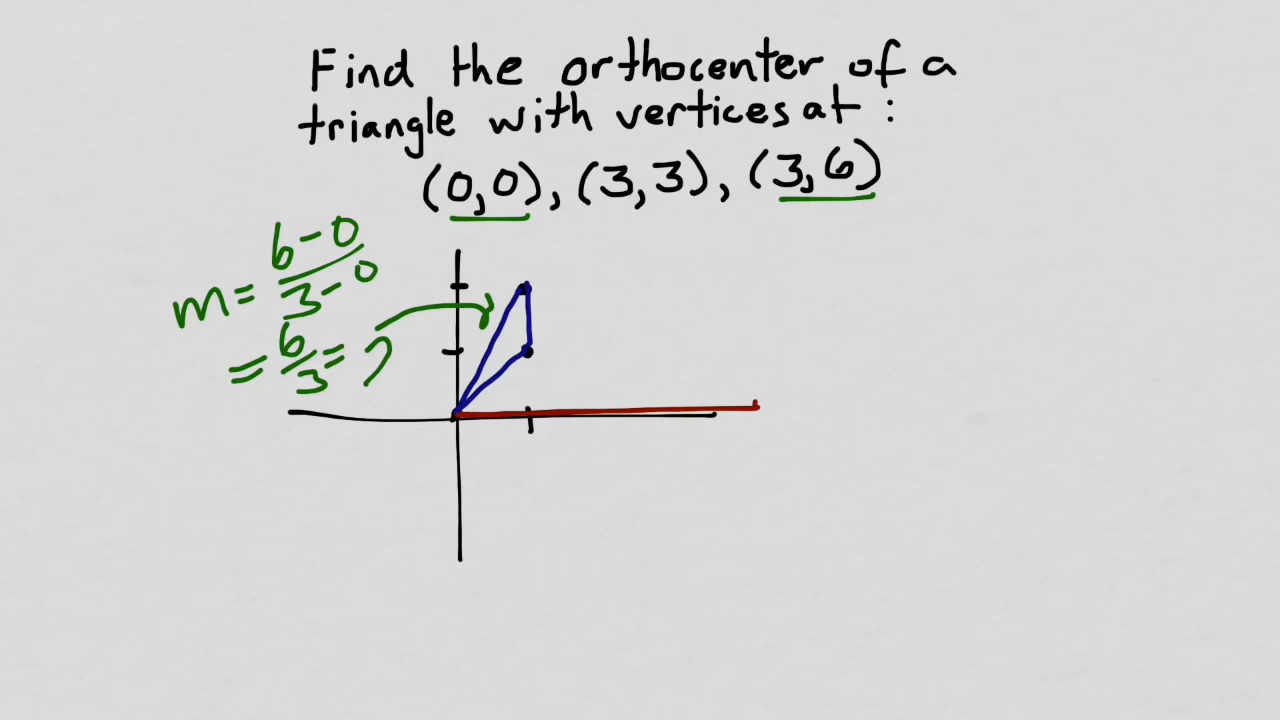 Find the orthocenter of a
triangle with vertices at :
(0,0), (3,3), (3,6)
m = 6-0/3-0
= 6/3 = 2